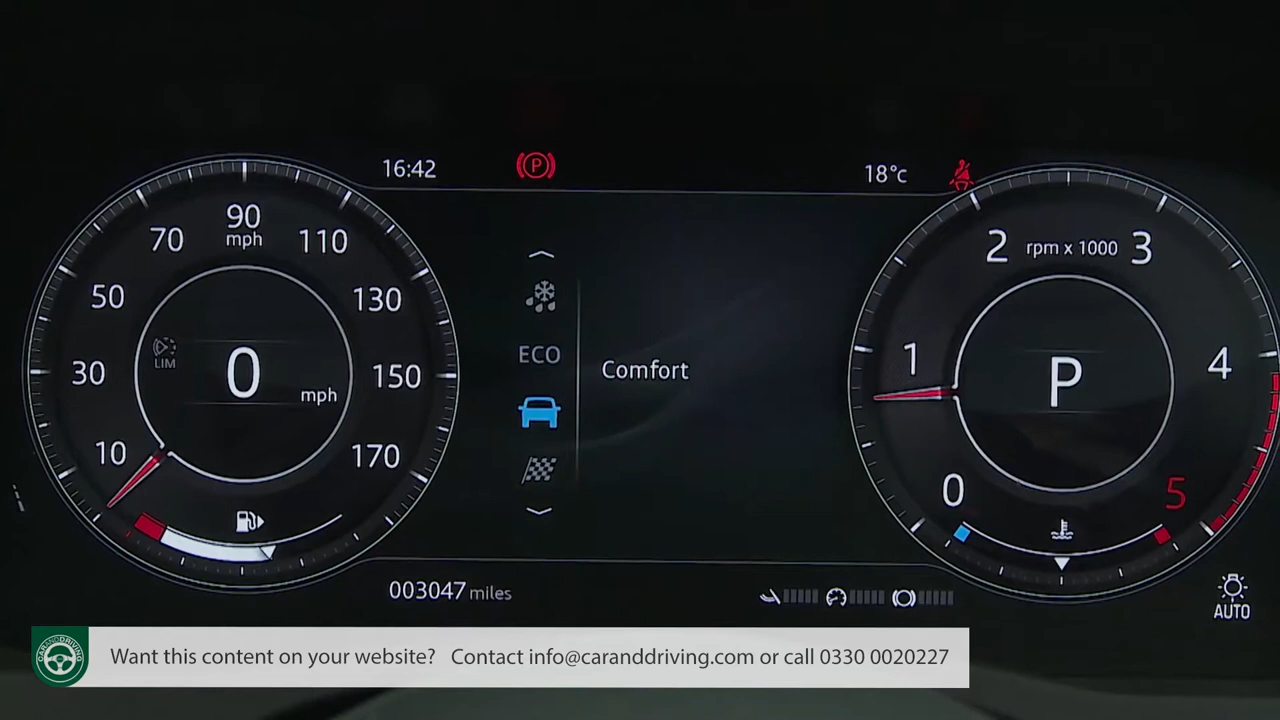 16:42
P
18°c
90
mph
70
110
50
130
LIM
30
0
mph
150
10
170
ECO
Comfort
2
rpm x 1000
3
1
4
P
0
5
003047 miles
AUTO
CARANDDRIVING
Want this content on your website? Contact info@caranddriving.com or call 0330 0020227